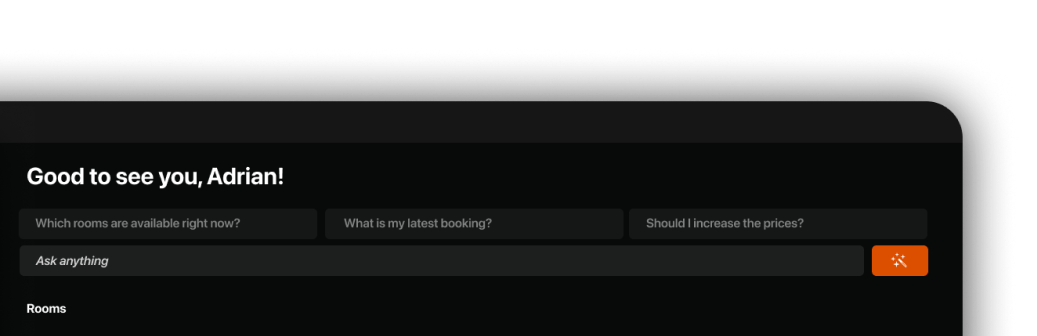 Good to see you, Adrian!
Which rooms are available right now?
What is my latest booking?
Should I increase the prices?
Ask anything
Rooms